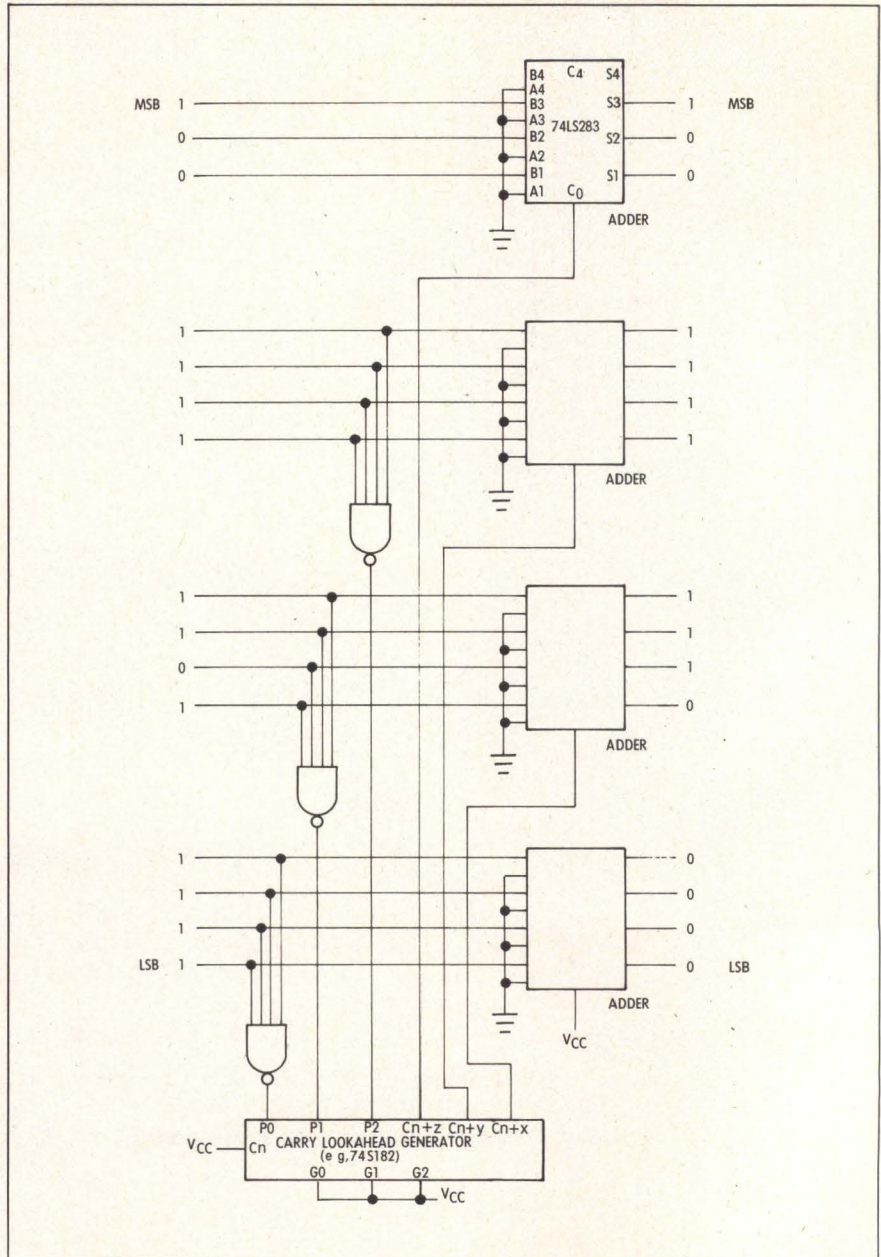 B4 C4 S4
A4
MSB 1 B3 S3 1 MSB
A3
74LS283
0 B2 S2 0
A2
0 B1 S1 0
A1 C0
ADDER
1 1
1 1
1 1
1 1
ADDER
1 1
1 1
0 1
1 0
ADDER
1 0
1 0
1 0
LSB 1 0 LSB
ADDER
VCC
P0 P1 P2 Cn+z Cn+y Cn+x
VCC Cn CARRY LOOKAHEAD GENERATOR
(e g,74S182)
G0 G1 G2
VCC